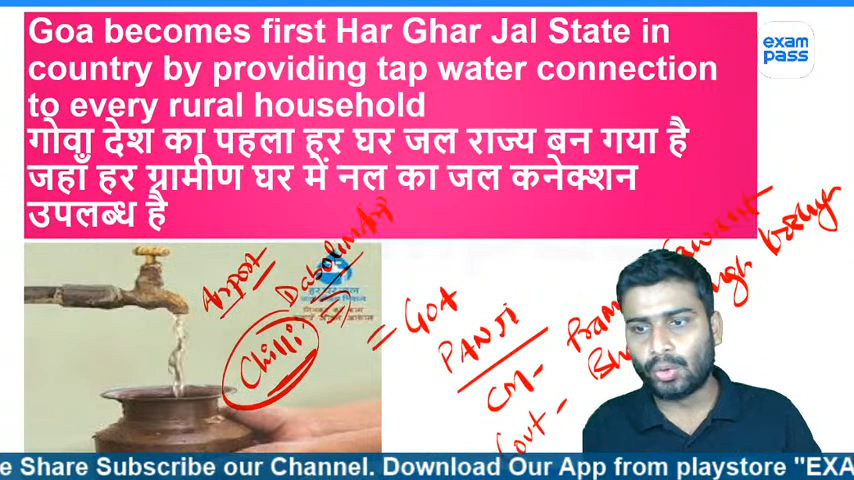 Goa becomes first Har Ghar Jal State in
country by providing tap water connection
to every rural household
गोवा देश का पहला हर घर जल राज्य बन गया है
जहाँ हर ग्रामीण घर में नल का जल कनेक्शन
उपलब्ध है
exam
pass
Airport
Chilli
= GOA
PANJI
CM-
Govt -
e Share Subscribe our Channel. Download Our App from playstore "EXA